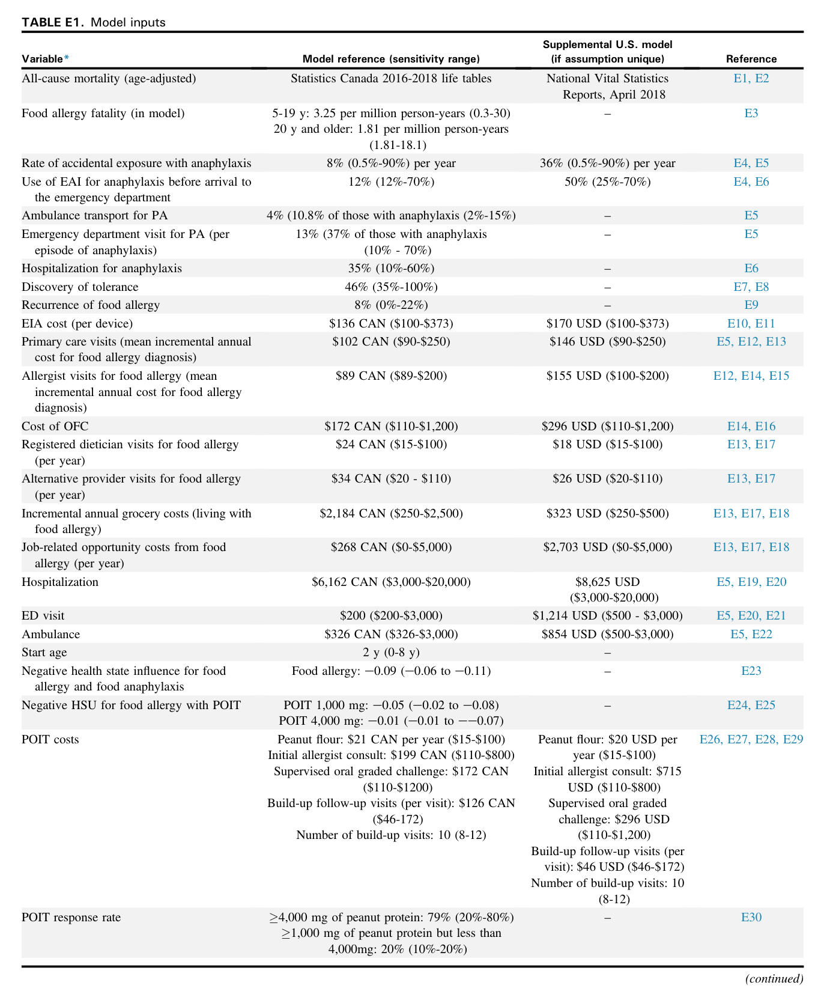 TABLE E1. Model inputs
Supplemental U.S. model
Variable* Model reference (sensitivity range) (if assumption unique) Reference
All-cause mortality (age-adjusted) Statistics Canada 2016-2018 life tables National Vital Statistics E1, E2
Reports, April 2018
Food allergy fatality (in model) 5-19 y: 3.25 per million person-years (0.3-30) – E3
20 y and older: 1.81 per million person-years
(1.81-18.1)
Rate of accidental exposure with anaphylaxis 8% (0.5%-90%) per year 36% (0.5%-90%) per year E4, E5
Use of EAI for anaphylaxis before arrival to 12% (12%-70%) 50% (25%-70%) E4, E6
the emergency department
Ambulance transport for PA 4% (10.8% of those with anaphylaxis (2%-15%) – E5
Emergency department visit for PA (per 13% (37% of those with anaphylaxis – E5
episode of anaphylaxis) (10% - 70%)
Hospitalization for anaphylaxis 35% (10%-60%) – E6
Discovery of tolerance 46% (35%-100%) – E7, E8
Recurrence of food allergy 8% (0%-22%) – E9
EIA cost (per device) $136 CAN ($100-$373) $170 USD ($100-$373) E10, E11
Primary care visits (mean incremental annual $102 CAN ($90-$250) $146 USD ($90-$250) E5, E12, E13
cost for food allergy diagnosis)
Allergist visits for food allergy (mean $89 CAN ($89-$200) $155 USD ($100-$200) E12, E14, E15
incremental annual cost for food allergy
diagnosis)
Cost of OFC $172 CAN ($110-$1,200) $296 USD ($110-$1,200) E14, E16
Registered dietician visits for food allergy $24 CAN ($15-$100) $18 USD ($15-$100) E13, E17
(per year)
Alternative provider visits for food allergy $34 CAN ($20 - $110) $26 USD ($20-$110) E13, E17
(per year)
Incremental annual grocery costs (living with $2,184 CAN ($250-$2,500) $323 USD ($250-$500) E13, E17, E18
food allergy)
Job-related opportunity costs from food $268 CAN ($0-$5,000) $2,703 USD ($0-$5,000) E13, E17, E18
allergy (per year)
Hospitalization $6,162 CAN ($3,000-$20,000) $8,625 USD E5, E19, E20
($3,000-$20,000)
ED visit $200 ($200-$3,000) $1,214 USD ($500 - $3,000) E5, E20, E21
Ambulance $326 CAN ($326-$3,000) $854 USD ($500-$3,000) E5, E22
Start age 2 y (0-8 y) –
Negative health state influence for food Food allergy: −0.09 (−0.06 to −0.11) – E23
allergy and food anaphylaxis
Negative HSU for food allergy with POIT POIT 1,000 mg: −0.05 (−0.02 to −0.08) – E24, E25
POIT 4,000 mg: −0.01 (−0.01 to −−0.07)
POIT costs Peanut flour: $21 CAN per year ($15-$100) Peanut flour: $20 USD per E26, E27, E28, E29
Initial allergist consult: $199 CAN ($110-$800) year ($15-$100)
Supervised oral graded challenge: $172 CAN Initial allergist consult: $715
($110-$1200) USD ($110-$800)
Build-up follow-up visits (per visit): $126 CAN Supervised oral graded
($46-172) challenge: $296 USD
Number of build-up visits: 10 (8-12) ($110-$1,200)
Build-up follow-up visits (per
visit): $46 USD ($46-$172)
Number of build-up visits: 10
(8-12)
POIT response rate ≥4,000 mg of peanut protein: 79% (20%-80%) – E30
≥1,000 mg of peanut protein but less than
4,000mg: 20% (10%-20%)
(continued)